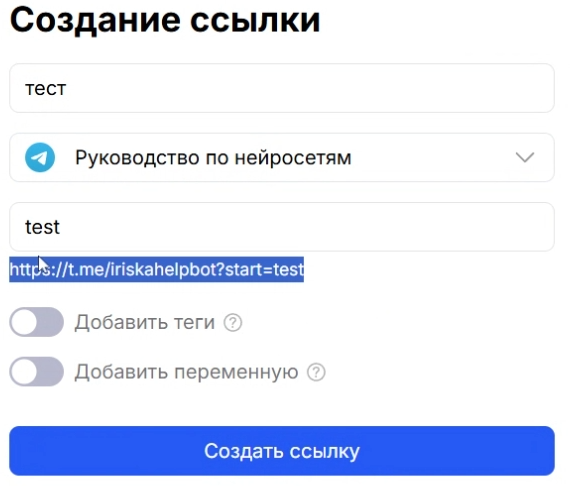 Создание ссылки
тест
Руководство по нейросетям
test
https://t.me/iriskahelpbot?start=test
Добавить теги ?
Добавить переменную ?
Создать ссылку